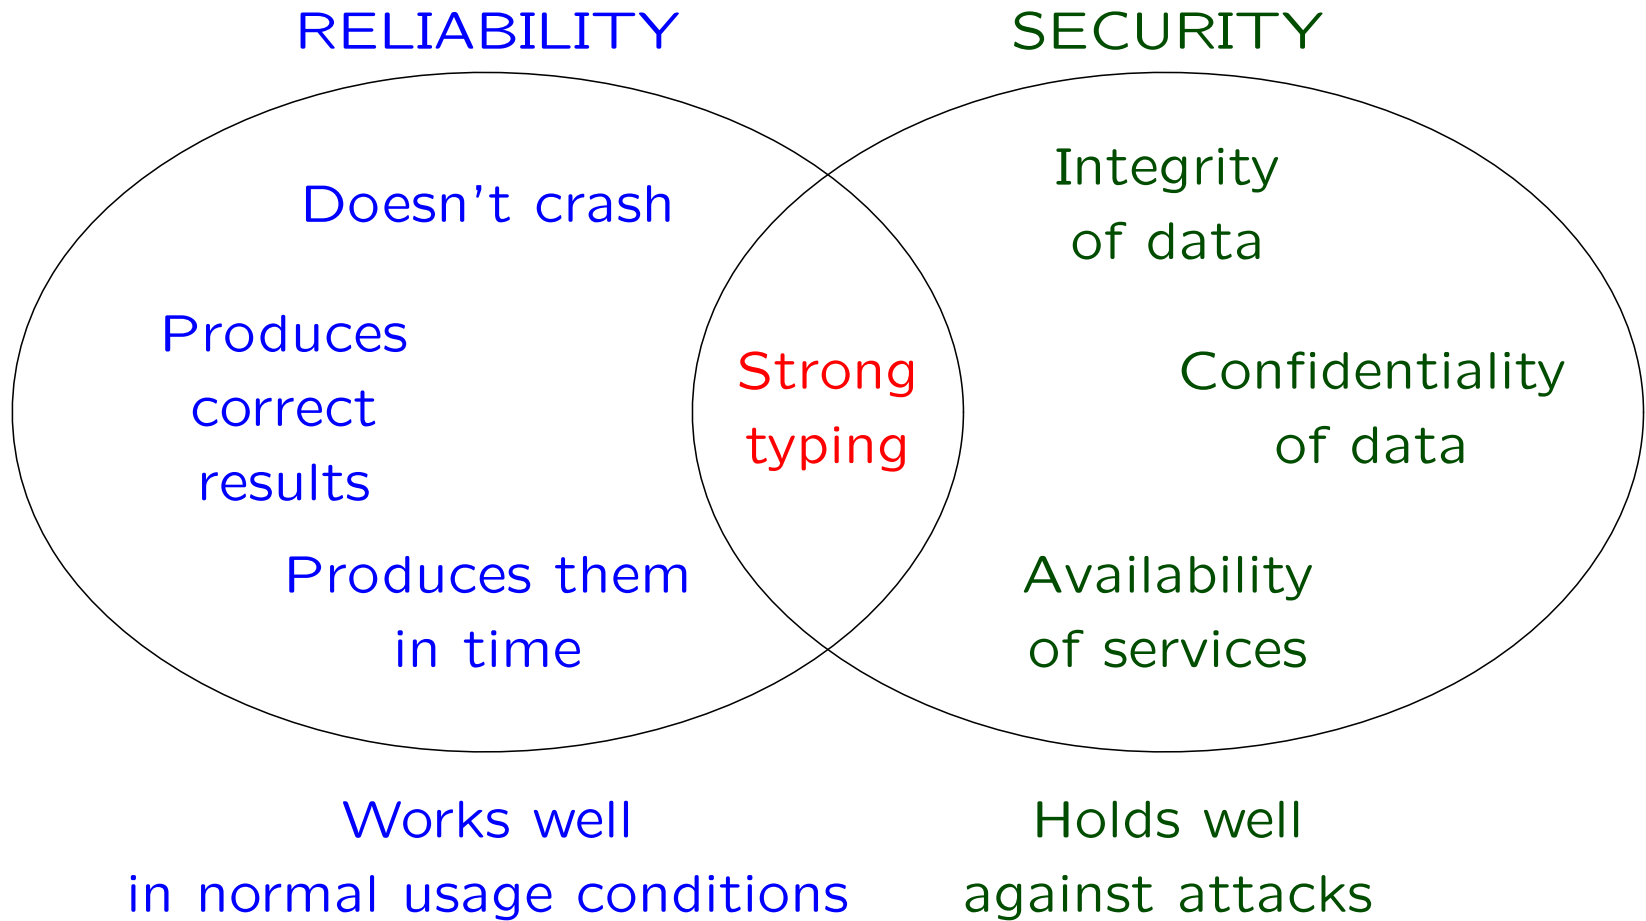 RELIABILITY
SECURITY
Doesn't crash
Produces
correct
results
Produces them
in time
Strong
typing
Integrity
of data
Confidentiality
of data
Availability
of services
Works well
in normal usage conditions
Holds well
against attacks